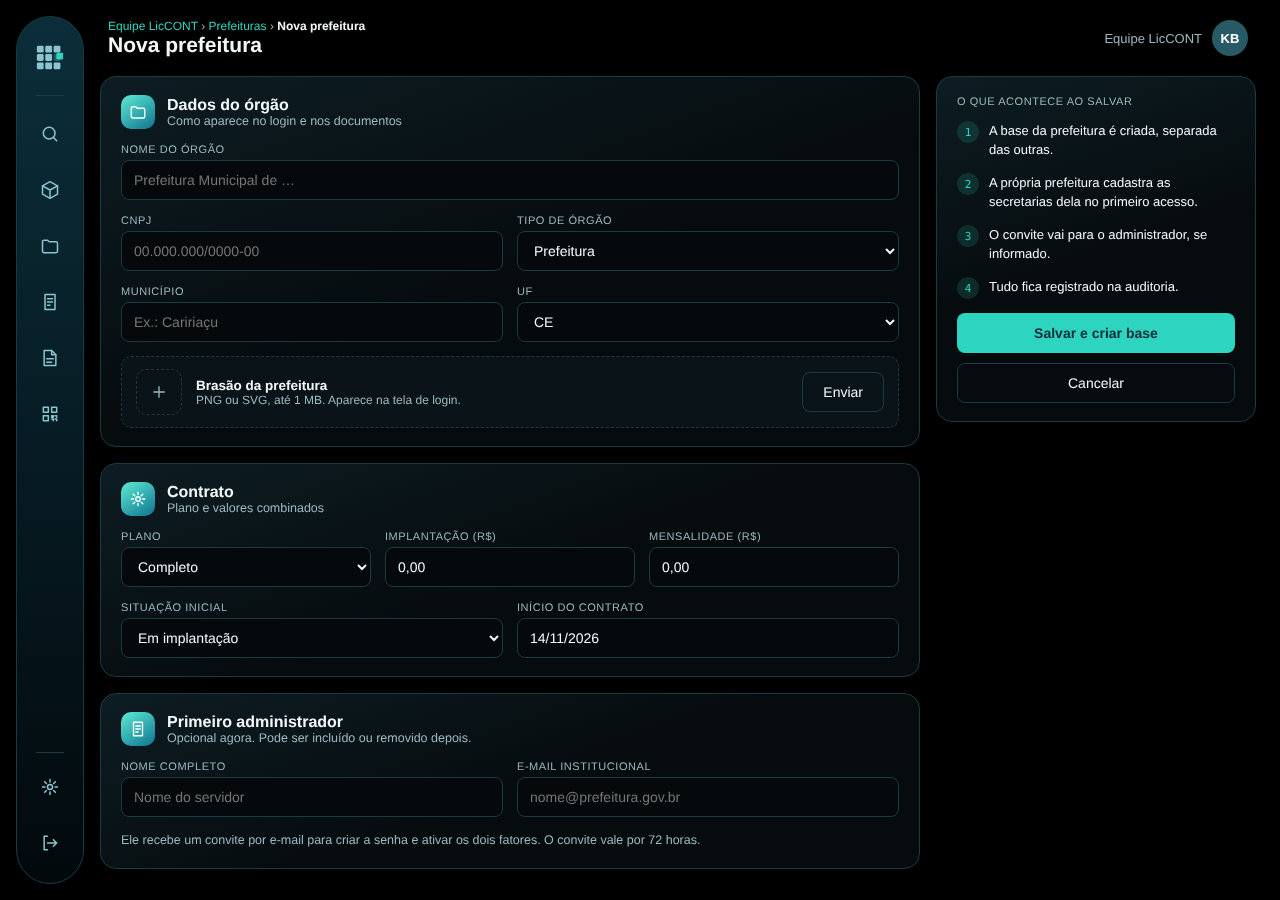 Equipe LicCONT › Prefeituras › Nova prefeitura
Nova prefeitura
Equipe LicCONT
KB
Dados do órgão
Como aparece no login e nos documentos
NOME DO ÓRGÃO
Prefeitura Municipal de …
CNPJ
TIPO DE ÓRGÃO
00.000.000/0000-00
Prefeitura
MUNICÍPIO
UF
Ex.: Caririaçu
CE
Brasão da prefeitura
PNG ou SVG, até 1 MB. Aparece na tela de login.
Enviar
Contrato
Plano e valores combinados
PLANO
IMPLANTAÇÃO (R$)
MENSALIDADE (R$)
Completo
0,00
0,00
SITUAÇÃO INICIAL
INÍCIO DO CONTRATO
Em implantação
14/11/2026
Primeiro administrador
Opcional agora. Pode ser incluído ou removido depois.
NOME COMPLETO
E-MAIL INSTITUCIONAL
Nome do servidor
nome@prefeitura.gov.br
Ele recebe um convite por e-mail para criar a senha e ativar os dois fatores. O convite vale por 72 horas.
O QUE ACONTECE AO SALVAR
1 A base da prefeitura é criada, separada
das outras.
2 A própria prefeitura cadastra as
secretarias dela no primeiro acesso.
3 O convite vai para o administrador, se
informado.
4 Tudo fica registrado na auditoria.
Salvar e criar base
Cancelar